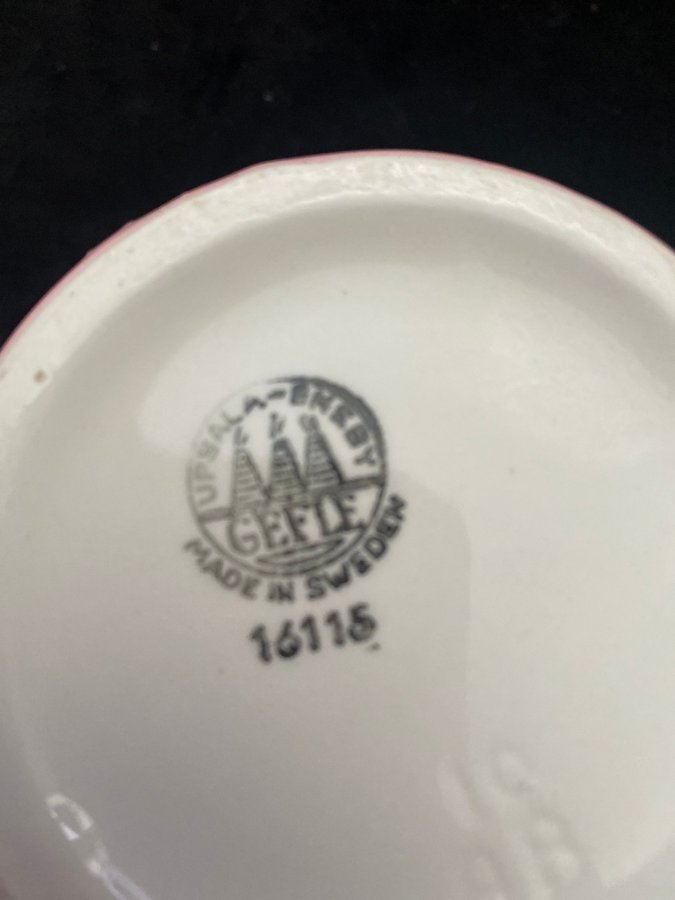 UPSALA-EKEBY
GEFLE
MADE IN SWEDEN
16115